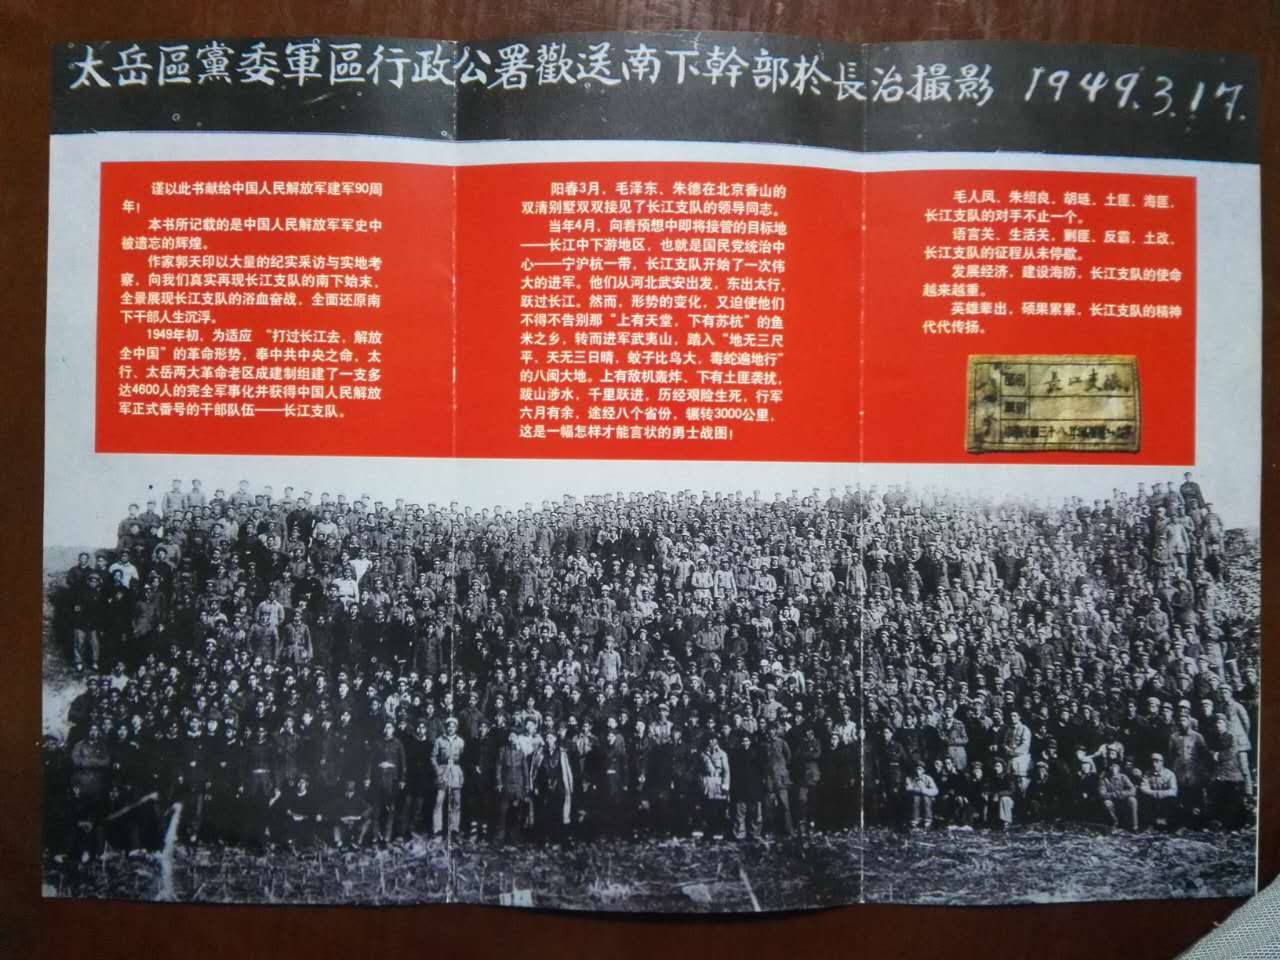 太岳區黨委軍區行政公署歡送南下幹部於長治撮影 1949.3.17.
谨以此书献给中国人民解放军建军90周
年！
本书所记载的是中国人民解放军军史中
被遗忘的辉煌。
作家郭天印以大量的纪实采访与实地考
察，向我们真实再现长江支队的南下始末，
全景展现长江支队的浴血奋战，全面还原南
下干部人生沉浮。
1949年初，为适应 “打过长江去，解放
全中国”的革命形势，奉中共中央之命，太
行、太岳两大革命老区成建制组建了一支多
达4600人的完全军事化并获得中国人民解放
军正式番号的干部队伍——长江支队。
阳春3月，毛泽东、朱德在北京香山的
双清别墅双双接见了长江支队的领导同志。
当年4月，向着预想中即将接管的目标地
——长江中下游地区，也就是国民党统治中
心——宁沪杭一带，长江支队开始了一次伟
大的进军。他们从河北武安出发，东出太行，
跃过长江。然而，形势的变化，又迫使他们
不得不告别那“上有天堂，下有苏杭”的鱼
米之乡，转而进军武夷山，踏入“地无三尺
平，天无三日晴，蚊子比鸟大，毒蛇遍地行”
的八闽大地。上有敌机轰炸、下有土匪袭扰，
跋山涉水，千里跃进，历经艰险生死，行军
六月有余，途经八个省份，辗转3000公里，
这是一幅怎样才能言状的勇士战图！
毛人凤、朱绍良、胡琏、土匪、海匪，
长江支队的对手不止一个。
语言关、生活关，剿匪、反霸、土改，
长江支队的征程从未停歇。
发展经济，建设海防，长江支队的使命
越来越重。
英雄辈出，硕果累累，长江支队的精神
代代传扬。
部别 長江支隊
職別